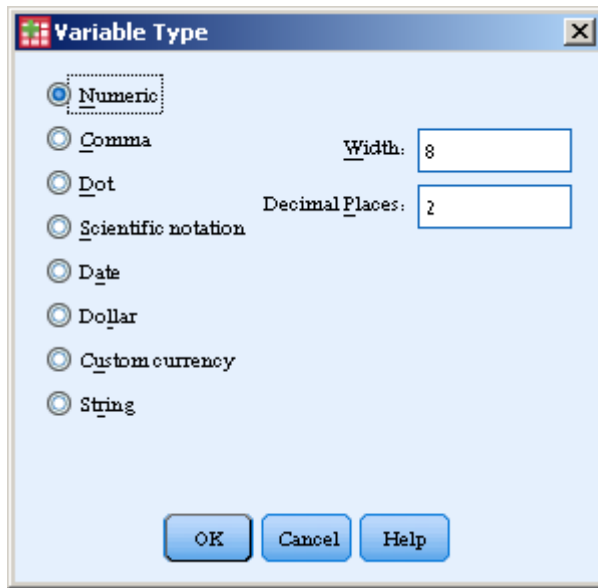 Variable Type
Numeric
Comma
Dot
Scientific notation
Date
Dollar
Custom currency
String
Width: 8
Decimal Places: 2
OK Cancel Help